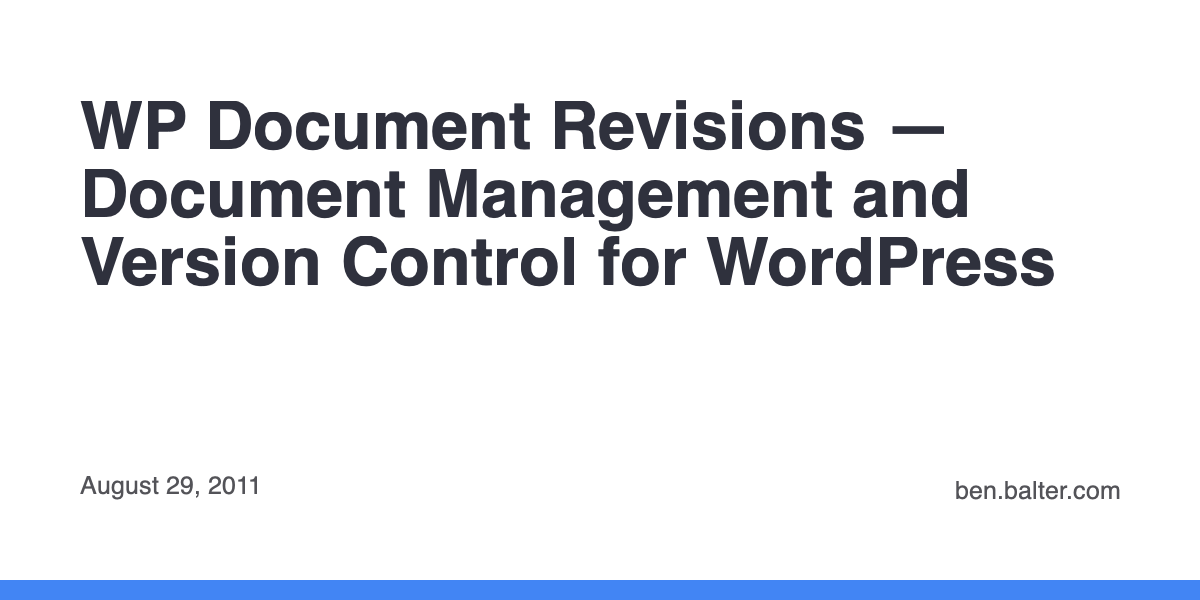 WP Document Revisions —
Document Management and
Version Control for WordPress
August 29, 2011
ben.balter.com